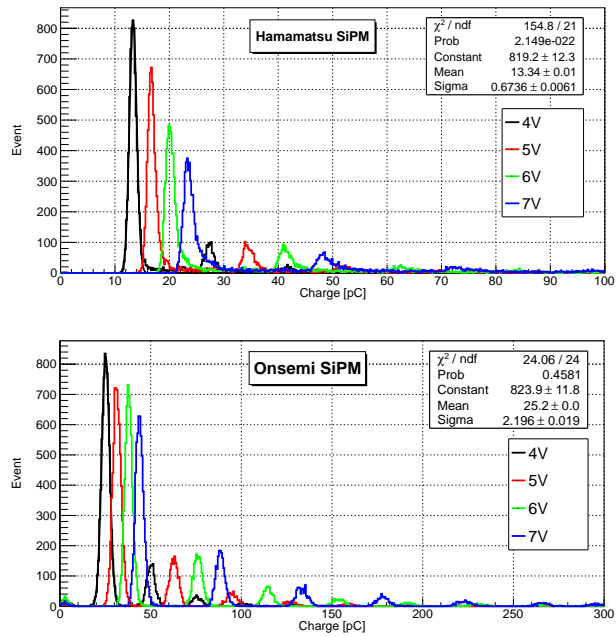 Hamamatsu SiPM
χ² / ndf 154.8 / 21
Prob 2.149e-022
Constant 819.2 ± 12.3
Mean 13.34 ± 0.01
Sigma 0.6736 ± 0.0061
4V
5V
6V
7V
Event
800
700
600
500
400
300
200
100
0
0 10 20 30 40 50 60 70 80 90 100
Charge [pC]
Onsemi SiPM
χ² / ndf 24.06 / 24
Prob 0.4581
Constant 823.9 ± 11.8
Mean 25.2 ± 0.0
Sigma 2.196 ± 0.019
4V
5V
6V
7V
Event
800
700
600
500
400
300
200
100
0
0 50 100 150 200 250 300
Charge [pC]